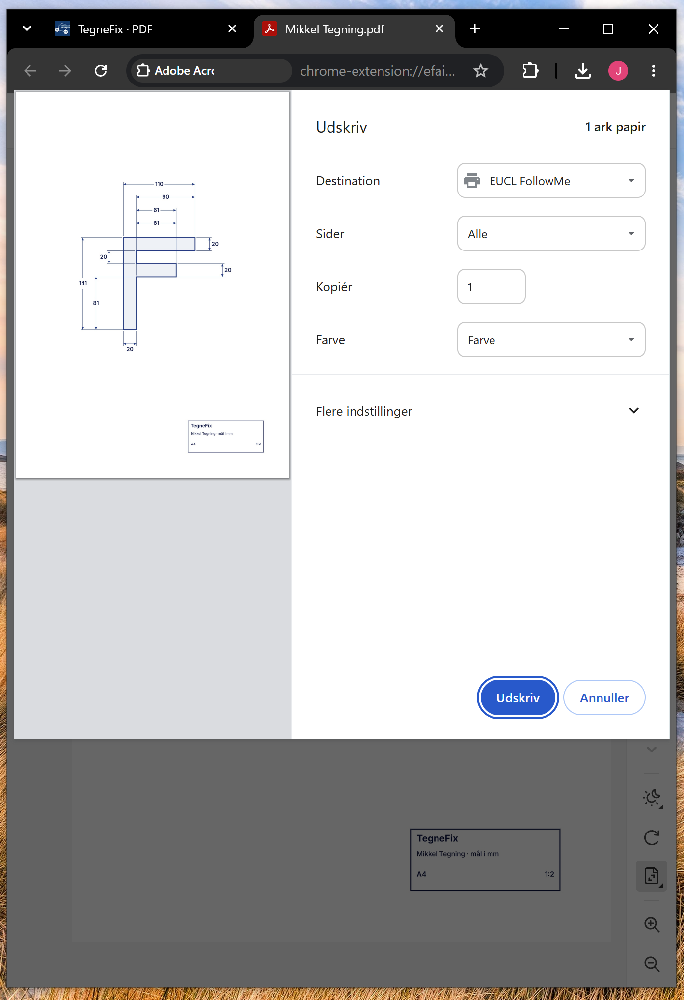 TegneFix · PDF
Mikkel Tegning.pdf
Adobe Acro
chrome-extension://efai...
J
Udskriv
1 ark papir
Destination
EUCL FollowMe
Sider
Alle
Kopiér
1
Farve
Farve
Flere indstillinger
Udskriv
Annuller
110
90
61
61
20
20
20
141
81
20
TegneFix
Mikkel Tegning · mål i mm
A4 1:2
TegneFix
Mikkel Tegning · mål i mm
A4 1:2